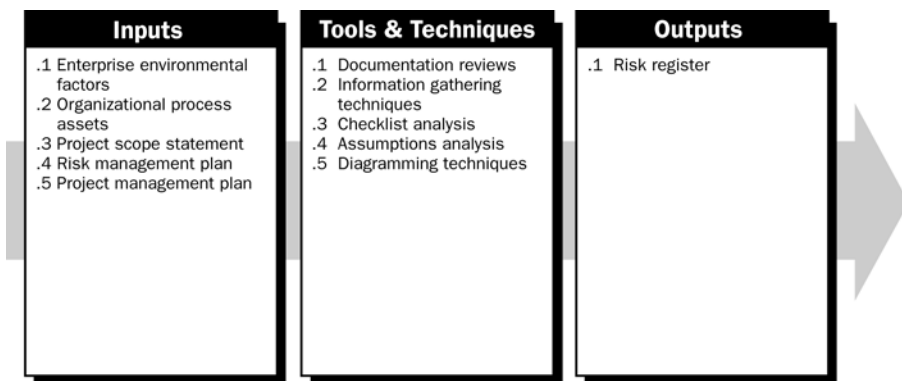 Inputs
.1 Enterprise environmental
factors
.2 Organizational process
assets
.3 Project scope statement
.4 Risk management plan
.5 Project management plan
Tools & Techniques
.1 Documentation reviews
.2 Information gathering
techniques
.3 Checklist analysis
.4 Assumptions analysis
.5 Diagramming techniques
Outputs
.1 Risk register